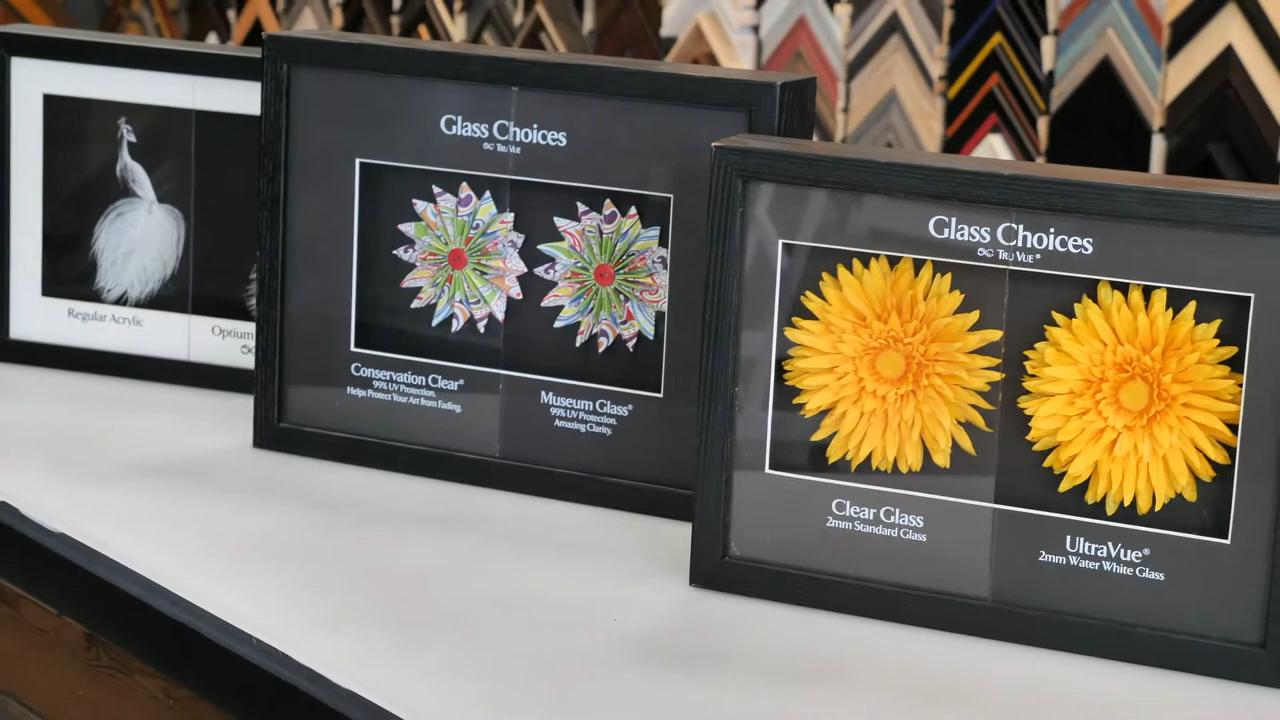 Regular Acrylic
Optium
Glass Choices
Tru Vue
Conservation Clear®
99% UV Protection.
Helps Protect Your Art from Fading.
Museum Glass®
99% UV Protection.
Amazing Clarity.
Glass Choices
Tru Vue®
Clear Glass
2mm Standard Glass
UltraVue®
2mm Water White Glass